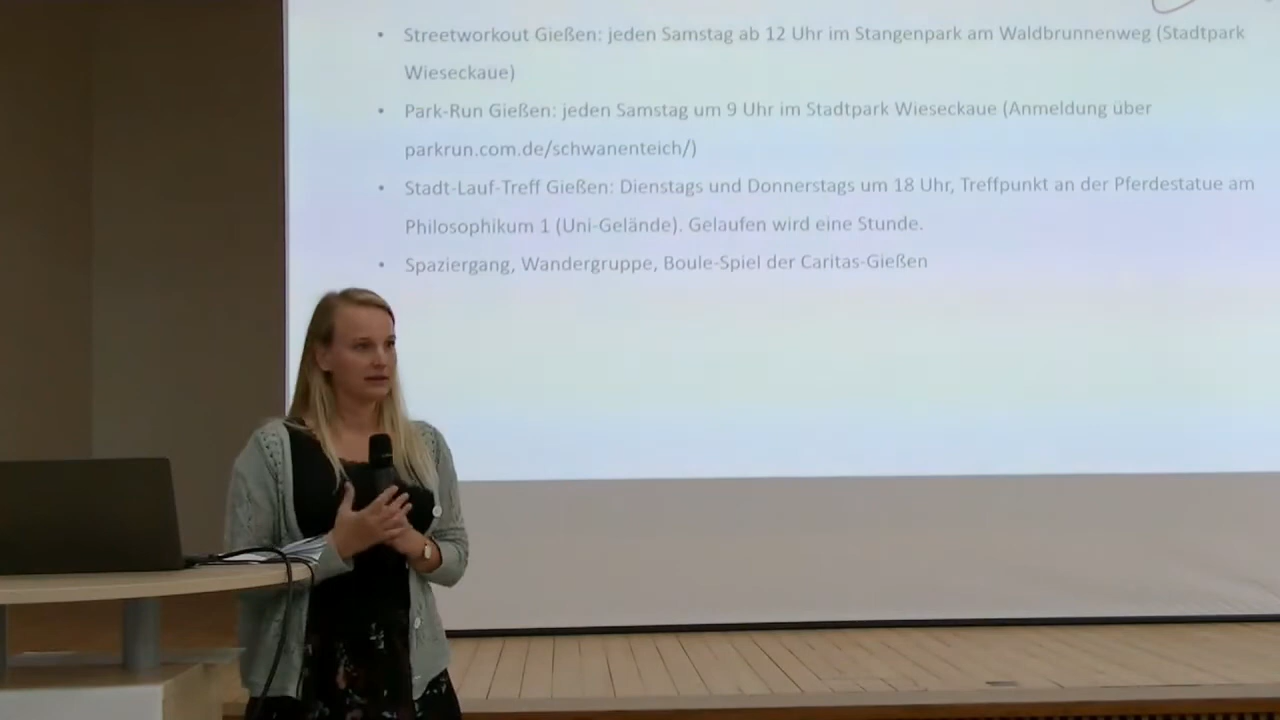 • Streetworkout Gießen: jeden Samstag ab 12 Uhr im Stangenpark am Waldbrunnenweg (Stadtpark
Wieseckaue)
• Park-Run Gießen: jeden Samstag um 9 Uhr im Stadtpark Wieseckaue (Anmeldung über
parkrun.com.de/schwanenteich/)
• Stadt-Lauf-Treff Gießen: Dienstags und Donnerstags um 18 Uhr, Treffpunkt an der Pferdestatue am
Philosophikum 1 (Uni-Gelände). Gelaufen wird eine Stunde.
• Spaziergang, Wandergruppe, Boule-Spiel der Caritas-Gießen